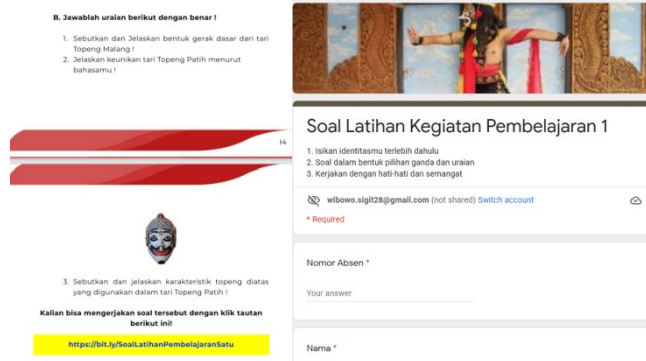 B. Jawablah uraian berikut dengan benar !
1. Sebutkan dan Jelaskan bentuk gerak dasar dari tari
Topeng Malang !
2. Jelaskan keunikan tari Topeng Patih menurut
bahasamu !
14
3. Sebutkan dan jelaskan karakteristik topeng diatas
yang digunakan dalam tari Topeng Patih !
Kalian bisa mengerjakan soal tersebut dengan klik tautan
berikut ini!
https://bit.ly/SoalLatihanPembelajaranSatu
Soal Latihan Kegiatan Pembelajaran 1
1. Isikan identitasmu terlebih dahulu
2. Soal dalam bentuk pilihan ganda dan uraian
3. Kerjakan dengan hati-hati dan semangat
wibowo.sigit28@gmail.com (not shared) Switch account
* Required
Nomor Absen *
Your answer
Nama *